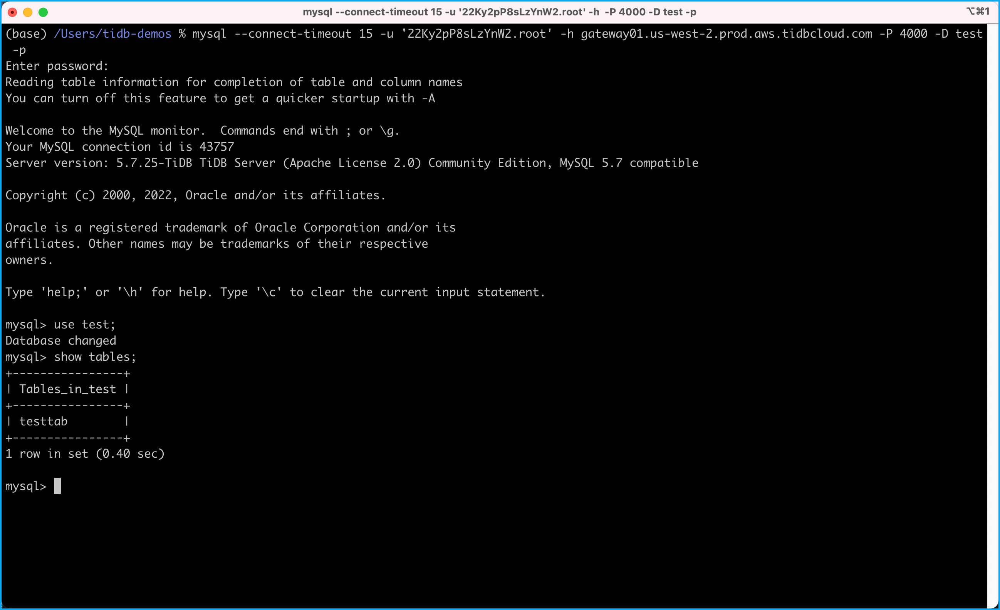 mysql --connect-timeout 15 -u '22Ky2pP8sLzYnW2.root' -h  -P 4000 -D test -p
⌥⌘1
(base) /Users/tidb-demos % mysql --connect-timeout 15 -u '22Ky2pP8sLzYnW2.root' -h gateway01.us-west-2.prod.aws.tidbcloud.com -P 4000 -D test
 -p
Enter password:
Reading table information for completion of table and column names
You can turn off this feature to get a quicker startup with -A
Welcome to the MySQL monitor.  Commands end with ; or \g.
Your MySQL connection id is 43757
Server version: 5.7.25-TiDB TiDB Server (Apache License 2.0) Community Edition, MySQL 5.7 compatible
Copyright (c) 2000, 2022, Oracle and/or its affiliates.
Oracle is a registered trademark of Oracle Corporation and/or its
affiliates. Other names may be trademarks of their respective
owners.
Type 'help;' or '\h' for help. Type '\c' to clear the current input statement.
mysql> use test;
Database changed
mysql> show tables;
+----------------+
| Tables_in_test |
+----------------+
| testtab        |
+----------------+
1 row in set (0.40 sec)
mysql>